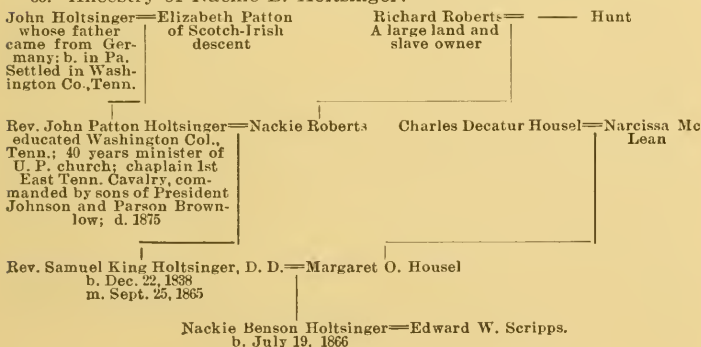 Ancestry of Nackie B. Holtsinger.
John Holtsinger=Elizabeth Patton
whose father
came from Ger-
many; b. in Pa.
Settled in Wash-
ington Co., Tenn.
of Scotch-Irish
descent
Richard Roberts= —— Hunt
A large land and
slave owner
Rev. John Patton Holtsinger=Nackie Roberts
educated Washington Col.,
Tenn.; 40 years minister of
U. P. church; chaplain 1st
East Tenn. Cavalry, com-
manded by sons of President
Johnson and Parson Brown-
low; d. 1875
Charles Decatur Housel=Narcissa Mc
Lean
Rev. Samuel King Holtsinger, D. D.=Margaret O. Housel
b. Dec. 22, 1838
m. Sept. 25, 1865
Nackie Benson Holtsinger=Edward W. Scripps.
b. July 19, 1866